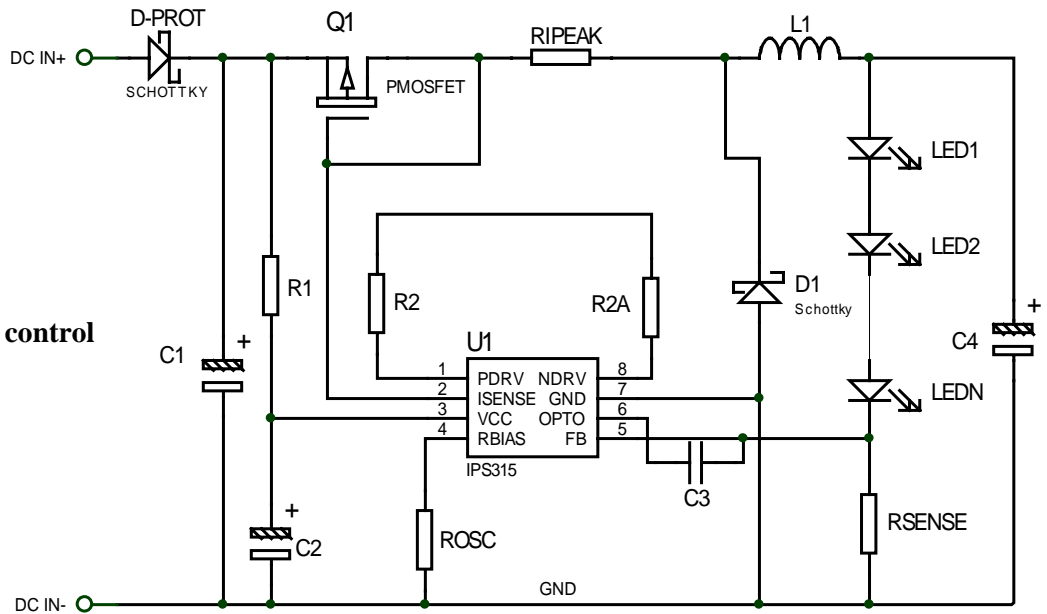 D-PROT
Q1
L1
DC IN+
RIPEAK
SCHOTTKY
PMOSFET
LED1
LED2
R1
R2
R2A
D1
Schottky
control
C1
+
U1
+
C4
1 PDRV NDRV 8
2 ISENSE GND 7
3 VCC OPTO 6
4 RBIAS FB 5
LEDN
IPS315
C3
+
C2
ROSC
RSENSE
GND
DC IN-